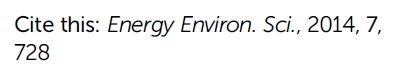 Cite this: Energy Environ. Sci., 2014, 7,
728